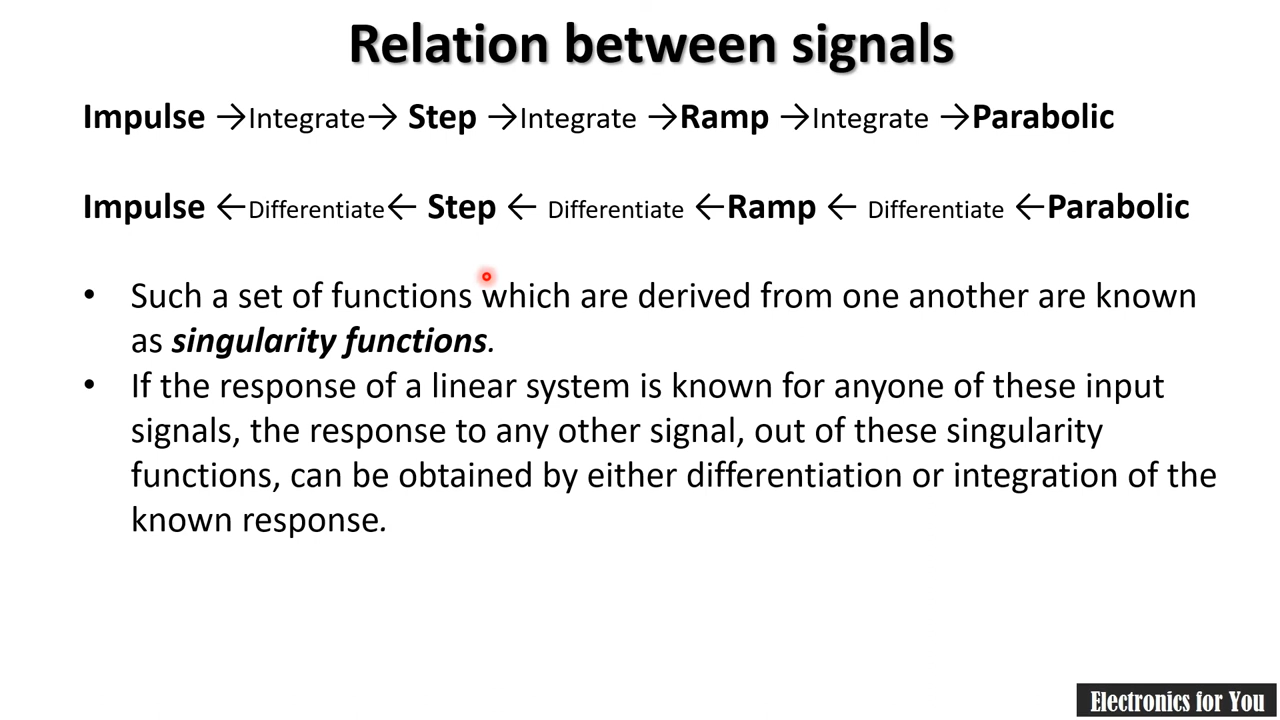 Relation between signals
Impulse →Integrate→ Step →Integrate →Ramp →Integrate →Parabolic
Impulse ←Differentiate← Step ← Differentiate ←Ramp ← Differentiate ←Parabolic
• Such a set of functions which are derived from one another are known
as singularity functions.
• If the response of a linear system is known for anyone of these input
signals, the response to any other signal, out of these singularity
functions, can be obtained by either differentiation or integration of the
known response.
Electronics for You